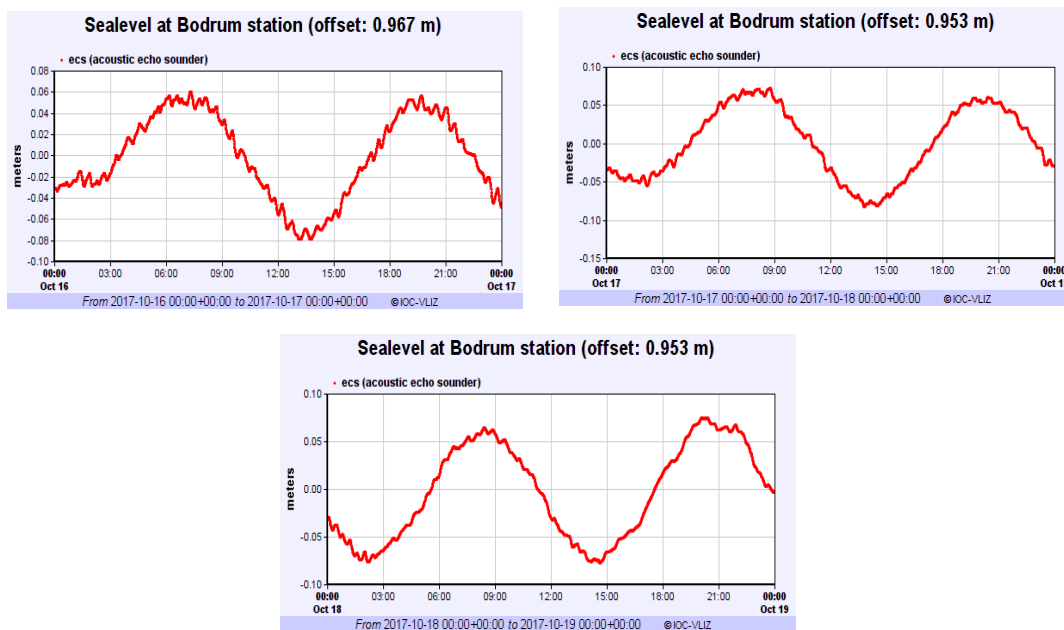 Sealevel at Bodrum station (offset: 0.967 m)
ecs (acoustic echo sounder)
meters
0.08
0.06
0.04
0.02
0.00
-0.02
-0.04
-0.06
-0.08
-0.10
00:00 03:00 06:00 09:00 12:00 15:00 18:00 21:00 00:00
Oct 16 Oct 17
From 2017-10-16 00:00+00:00 to 2017-10-17 00:00+00:00 ©IOC-VLIZ
Sealevel at Bodrum station (offset: 0.953 m)
ecs (acoustic echo sounder)
meters
0.10
0.05
0.00
-0.05
-0.10
-0.15
00:00 03:00 06:00 09:00 12:00 15:00 18:00 21:00 00:0
Oct 17 Oct 1
From 2017-10-17 00:00+00:00 to 2017-10-18 00:00+00:00 ©IOC-VLIZ
Sealevel at Bodrum station (offset: 0.953 m)
ecs (acoustic echo sounder)
meters
0.10
0.05
0.00
-0.05
-0.10
00:00 03:00 06:00 09:00 12:00 15:00 18:00 21:00 00:00
Oct 18 Oct 19
From 2017-10-18 00:00+00:00 to 2017-10-19 00:00+00:00 ©IOC-VLIZ